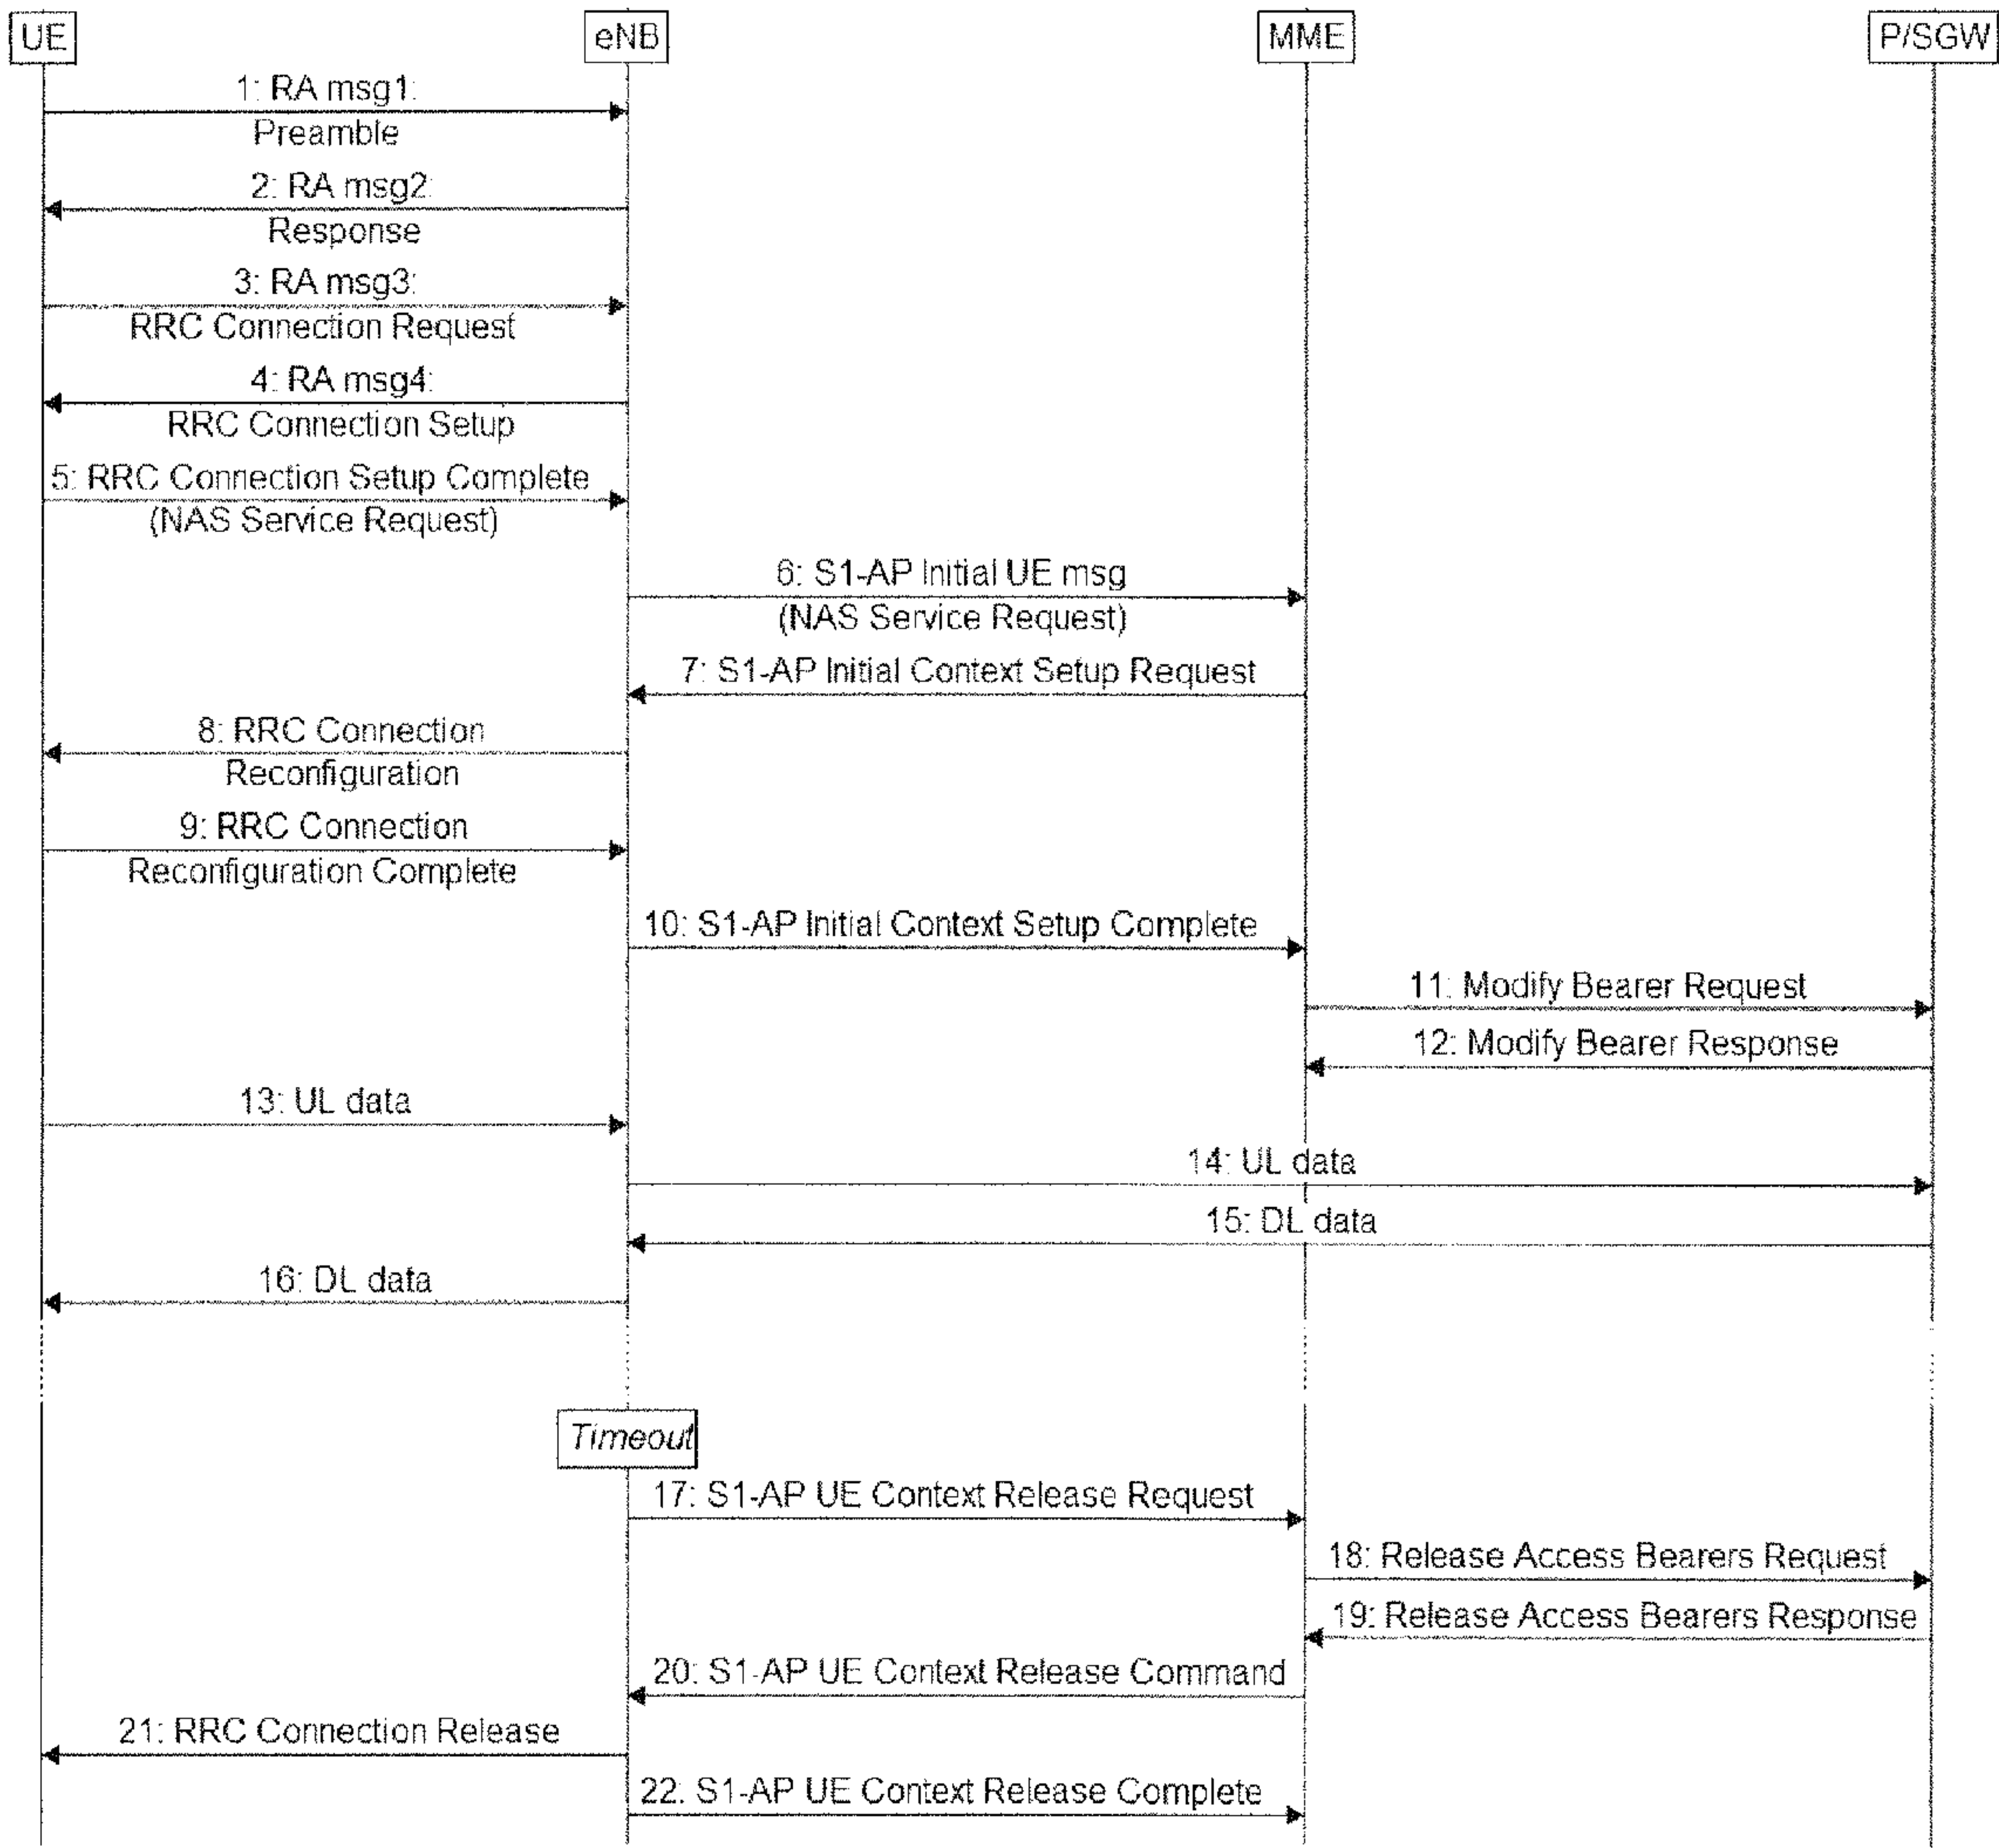 UE
eNB
MME
P/SGW
1: RA msg1:
Preamble
2: RA msg2:
Response
3: RA msg3:
RRC Connection Request
4: RA msg4:
RRC Connection Setup
5: RRC Connection Setup Complete
(NAS Service Request)
6: S1-AP Initial UE msg
(NAS Service Request)
7: S1-AP Initial Context Setup Request
8: RRC Connection
Reconfiguration
9: RRC Connection
Reconfiguration Complete
10: S1-AP Initial Context Setup Complete
11: Modify Bearer Request
12: Modify Bearer Response
13: UL data
14: UL data
15: DL data
16: DL data
Timeout
17: S1-AP UE Context Release Request
18: Release Access Bearers Request
19: Release Access Bearers Response
20: S1-AP UE Context Release Command
21: RRC Connection Release
22: S1-AP UE Context Release Complete